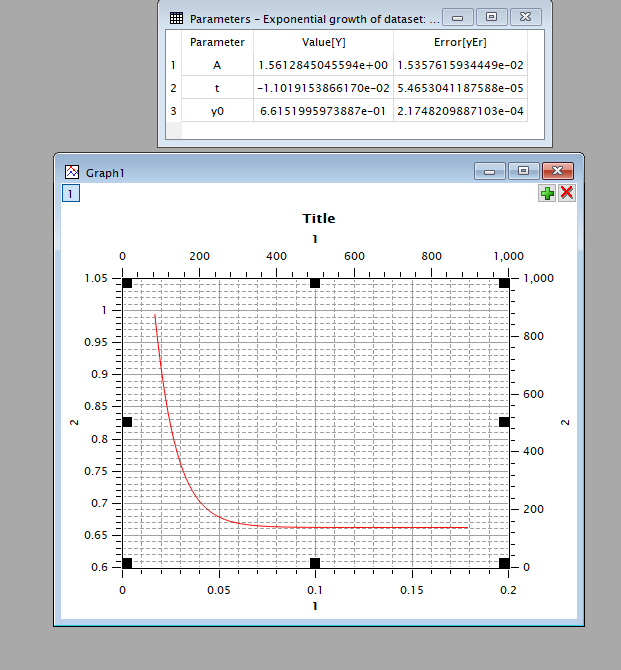 Parameters - Exponential growth of dataset: ...
Parameter Value[Y] Error[yEr]
1 A 1.5612845045594e+00 1.5357615934449e-02
2 t -1.1019153866170e-02 5.4653041187588e-05
3 y0 6.6151995973887e-01 2.1748209887103e-04
Graph1
1
Title
1
0 200 400 600 800 1,000
1.05 1,000
1
0.95
0.9 800
0.85 600
2 0.8 2
0.75 400
0.7
0.65 200
0.6 0
0 0.05 0.1 0.15 0.2
1